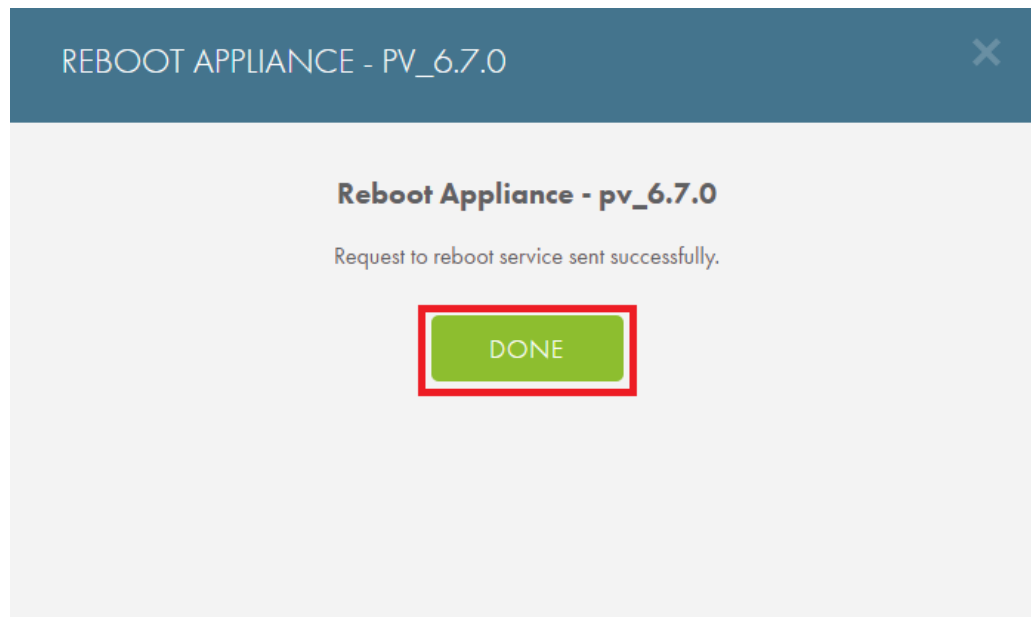 REBOOT APPLIANCE - PV_6.7.0
Reboot Appliance - pv_6.7.0
Request to reboot service sent successfully.
DONE